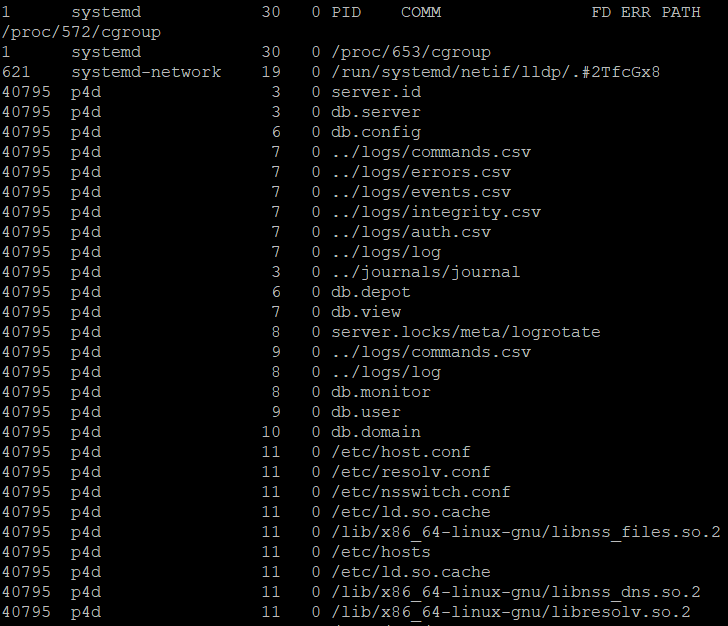 1      systemd            30   0 PID    COMM               FD ERR PATH
/proc/572/cgroup
1      systemd            30   0 /proc/653/cgroup
621    systemd-network    19   0 /run/systemd/netif/lldp/.#2TfcGx8
40795  p4d                 3   0 server.id
40795  p4d                 3   0 db.server
40795  p4d                 6   0 db.config
40795  p4d                 7   0 ../logs/commands.csv
40795  p4d                 7   0 ../logs/errors.csv
40795  p4d                 7   0 ../logs/events.csv
40795  p4d                 7   0 ../logs/integrity.csv
40795  p4d                 7   0 ../logs/auth.csv
40795  p4d                 7   0 ../logs/log
40795  p4d                 3   0 ../journals/journal
40795  p4d                 6   0 db.depot
40795  p4d                 7   0 db.view
40795  p4d                 8   0 server.locks/meta/logrotate
40795  p4d                 9   0 ../logs/commands.csv
40795  p4d                 8   0 ../logs/log
40795  p4d                 8   0 db.monitor
40795  p4d                 9   0 db.user
40795  p4d                10   0 db.domain
40795  p4d                11   0 /etc/host.conf
40795  p4d                11   0 /etc/resolv.conf
40795  p4d                11   0 /etc/nsswitch.conf
40795  p4d                11   0 /etc/ld.so.cache
40795  p4d                11   0 /lib/x86_64-linux-gnu/libnss_files.so.2
40795  p4d                11   0 /etc/hosts
40795  p4d                11   0 /etc/ld.so.cache
40795  p4d                11   0 /lib/x86_64-linux-gnu/libnss_dns.so.2
40795  p4d                11   0 /lib/x86_64-linux-gnu/libresolv.so.2